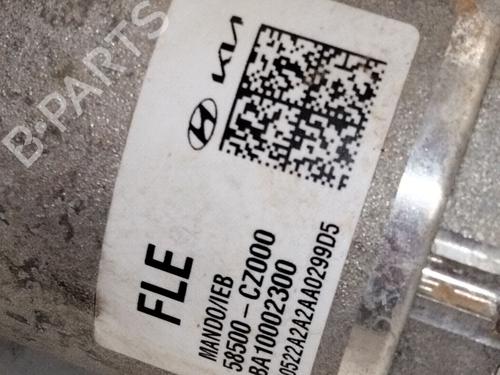 B-PARTS
KIA
FLE
MANDO/IEB
58500-CZ000
BA10002300
0522A2A2AA0299D5